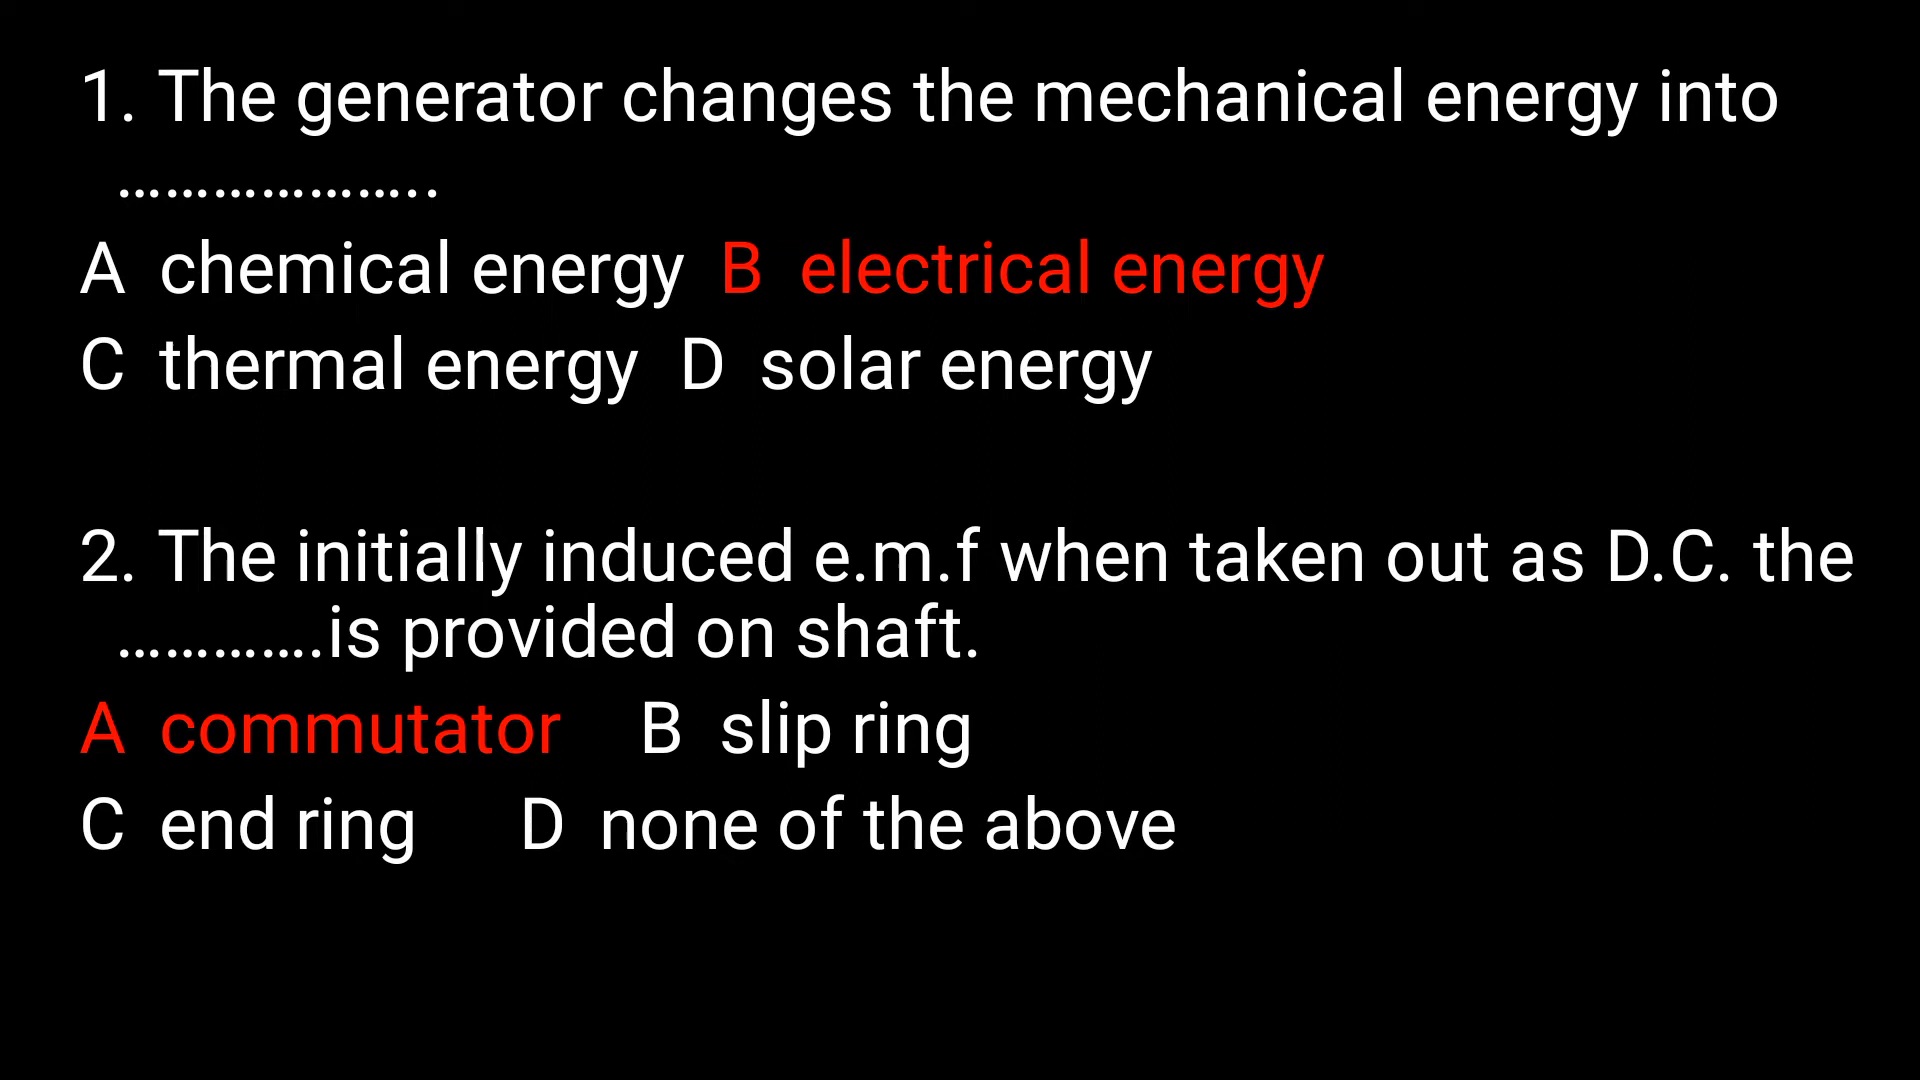 1. The generator changes the mechanical energy into
………………..
A chemical energy B electrical energy
C thermal energy D solar energy
2. The initially induced e.m.f when taken out as D.C. the
………….is provided on shaft.
A commutator B slip ring
C end ring D none of the above